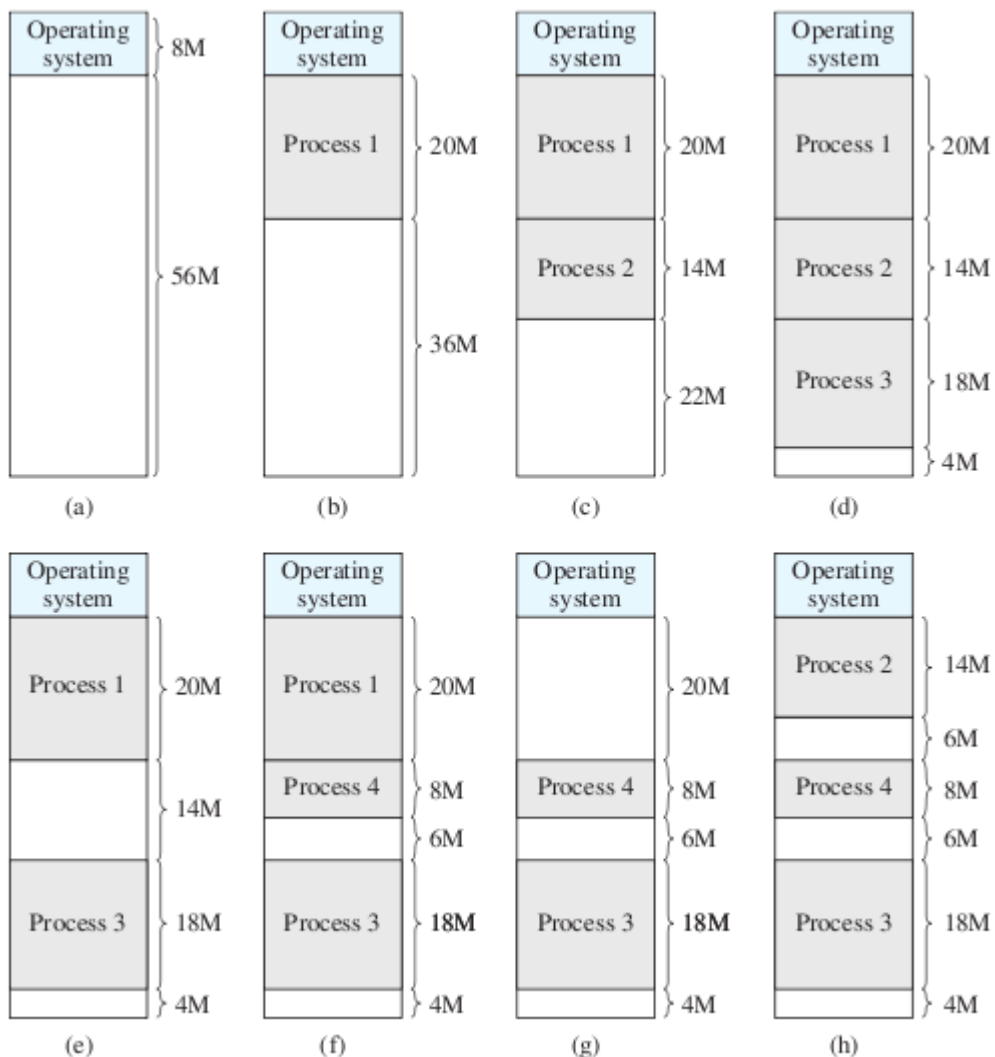 Operating
system
8M
56M
(a)
Operating
system
Process 1
20M
36M
(b)
Operating
system
Process 1
20M
Process 2
14M
22M
(c)
Operating
system
Process 1
20M
Process 2
14M
Process 3
18M
4M
(d)
Operating
system
Process 1
20M
14M
Process 3
18M
4M
(e)
Operating
system
Process 1
20M
Process 4
8M
6M
Process 3
18M
4M
(f)
Operating
system
20M
Process 4
8M
6M
Process 3
18M
4M
(g)
Operating
system
Process 2
14M
6M
Process 4
8M
6M
Process 3
18M
4M
(h)